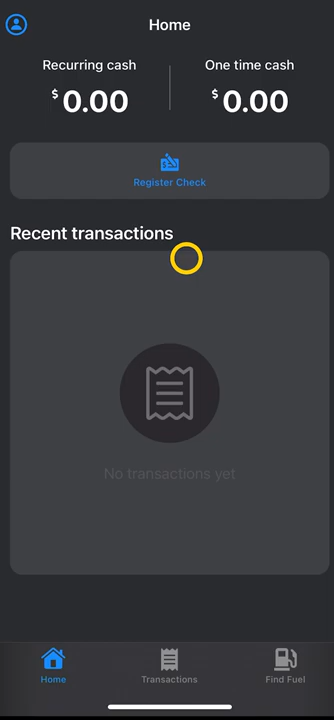 Home
Recurring cash
One time cash
$0.00
$0.00
Register Check
Recent transactions
No transactions yet
Home
Transactions
Find Fuel